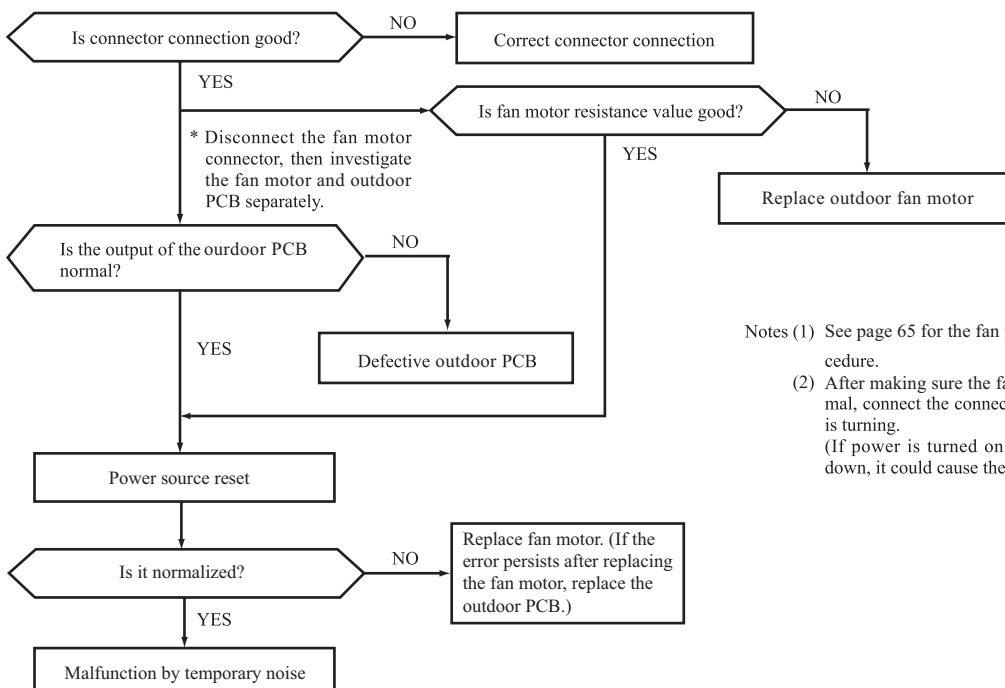 Is connector connection good?
NO
Correct connector connection
YES
Is fan motor resistance value good?
NO
* Disconnect the fan motor
connector, then investigate
the fan motor and outdoor
PCB separately.
YES
Replace outdoor fan motor
Is the output of the ourdoor PCB
normal?
NO
YES
Defective outdoor PCB
Notes (1) See page 65 for the fan
cedure.
(2) After making sure the fa
mal, connect the connec
is turning.
(If power is turned on
down, it could cause the
Power source reset
Is it normalized?
NO
Replace fan motor. (If the
error persists after replacing
the fan motor, replace the
outdoor PCB.)
YES
Malfunction by temporary noise